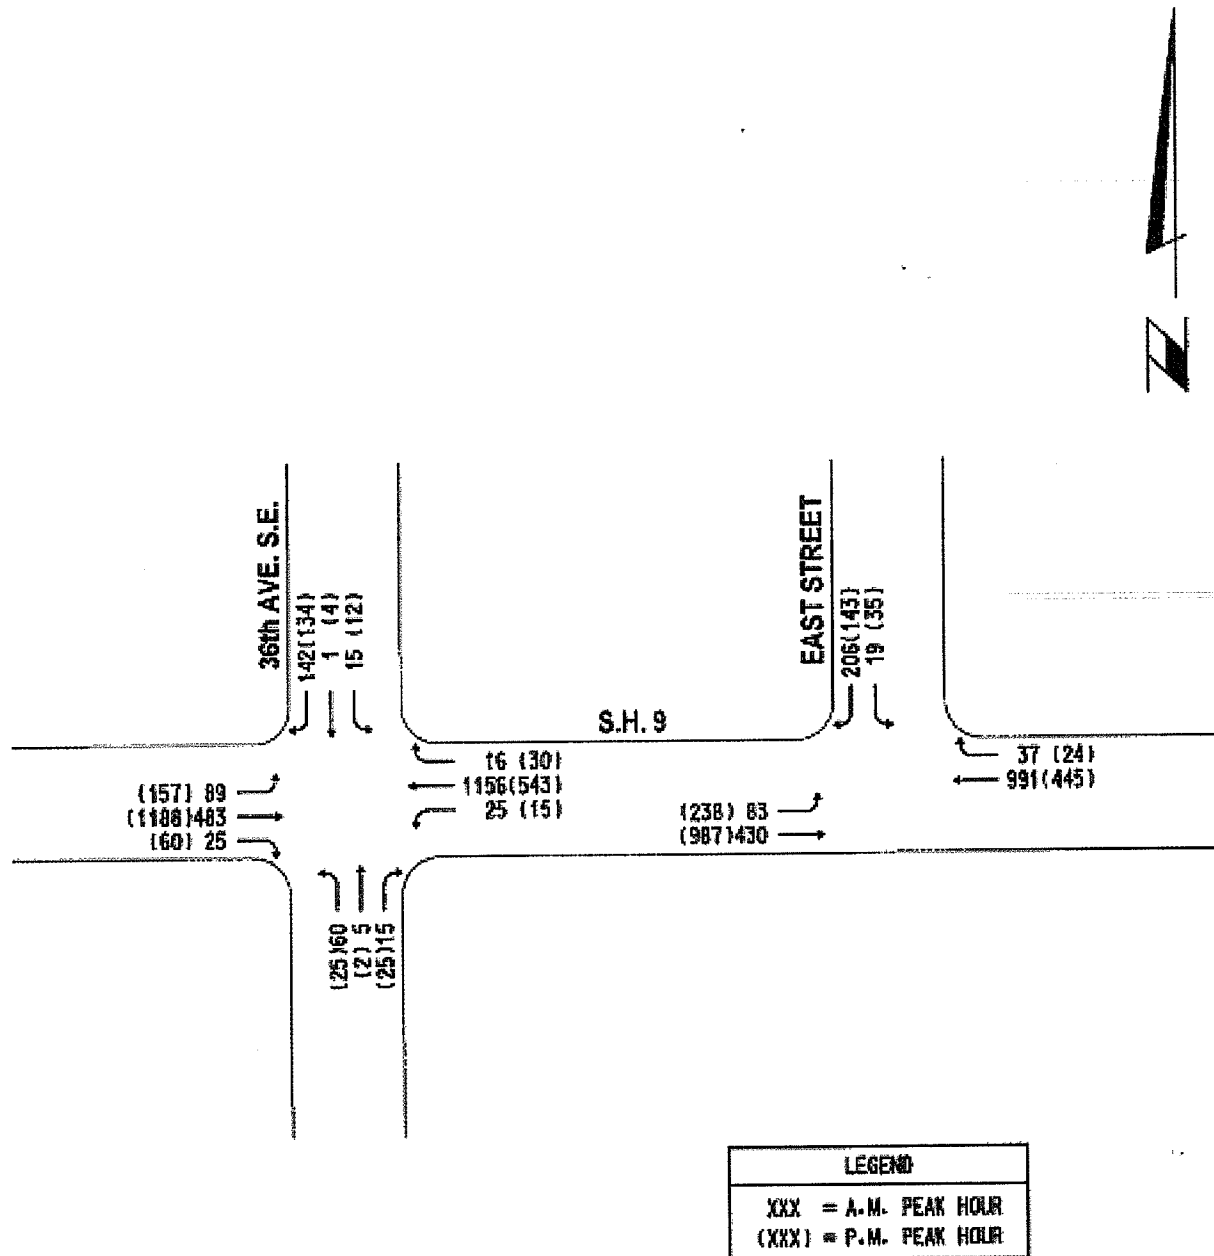 N
36th AVE. S.E.
142(134)
1 (4)
15 (12)
EAST STREET
206(143)
19 (35)
S.H. 9
16 (30)
1156(543)
25 (15)
37 (24)
991(445)
(157) 89
(1188)483
(60) 25
(238) 83
(987)430
(25)60
(2) 5
(25)15
LEGEND
XXX = A.M. PEAK HOUR
(XXX) = P.M. PEAK HOUR